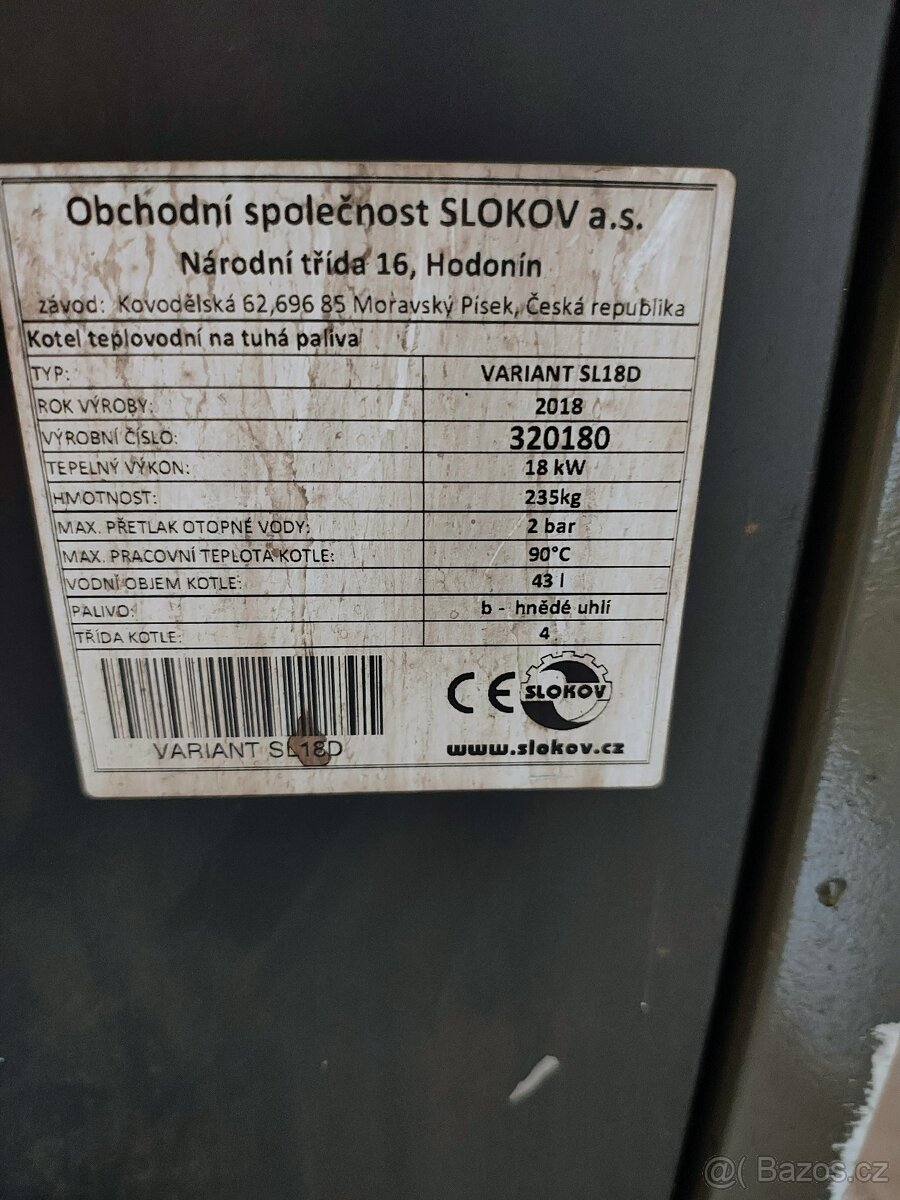 Obchodní společnost SLOKOV a.s.
Národní třída 16, Hodonín
závod: Kovodělská 62,696 85 Moravský Písek, Česká republika
Kotel teplovodní na tuhá paliva
TYP: VARIANT SL18D
ROK VÝROBY: 2018
VÝROBNÍ ČÍSLO: 320180
TEPELNÝ VÝKON: 18 kW
HMOTNOST: 235kg
MAX. PŘETLAK OTOPNÉ VODY: 2 bar
MAX. PRACOVNÍ TEPLOTA KOTLE: 90°C
VODNÍ OBJEM KOTLE: 43 l
PALIVO: b - hnědé uhlí
TŘÍDA KOTLE: 4
CE SLOKOV
VARIANT SL18D
www.slokov.cz
@( Bazos.cz